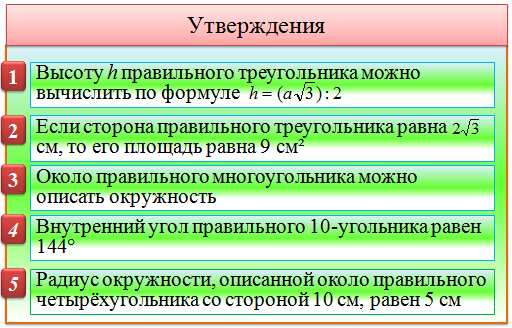 Утверждения
1 Высоту h правильного треугольника можно
вычислить по формуле h = (a√3) : 2
2 Если сторона правильного треугольника равна 2√3
см, то его площадь равна 9 см²
3 Около правильного многоугольника можно
описать окружность
4 Внутренний угол правильного 10-угольника равен
144°
5 Радиус окружности, описанной около правильного
четырёхугольника со стороной 10 см, равен 5 см